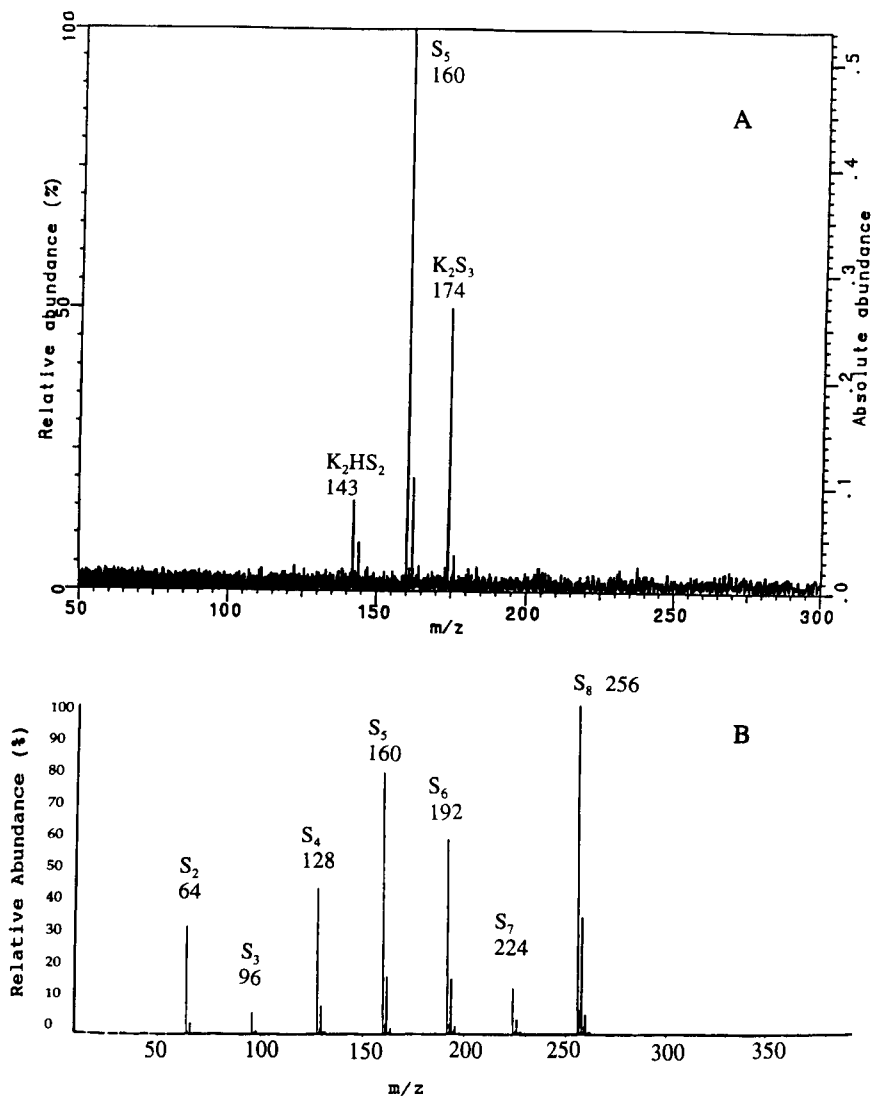 100
S₅
160
A
.5
.4
K₂S₃
174
.3
Relative abundance (%)
50
Absolute abundance
.2
K₂HS₂
143
.1
0
.0
50
100
150
200
250
300
m/z
S₈ 256
B
100
90
80
70
60
50
40
30
20
10
0
Relative Abundance (%)
S₅
160
S₆
192
S₄
128
S₂
64
S₇
224
S₃
96
50
100
150
200
250
300
350
m/z